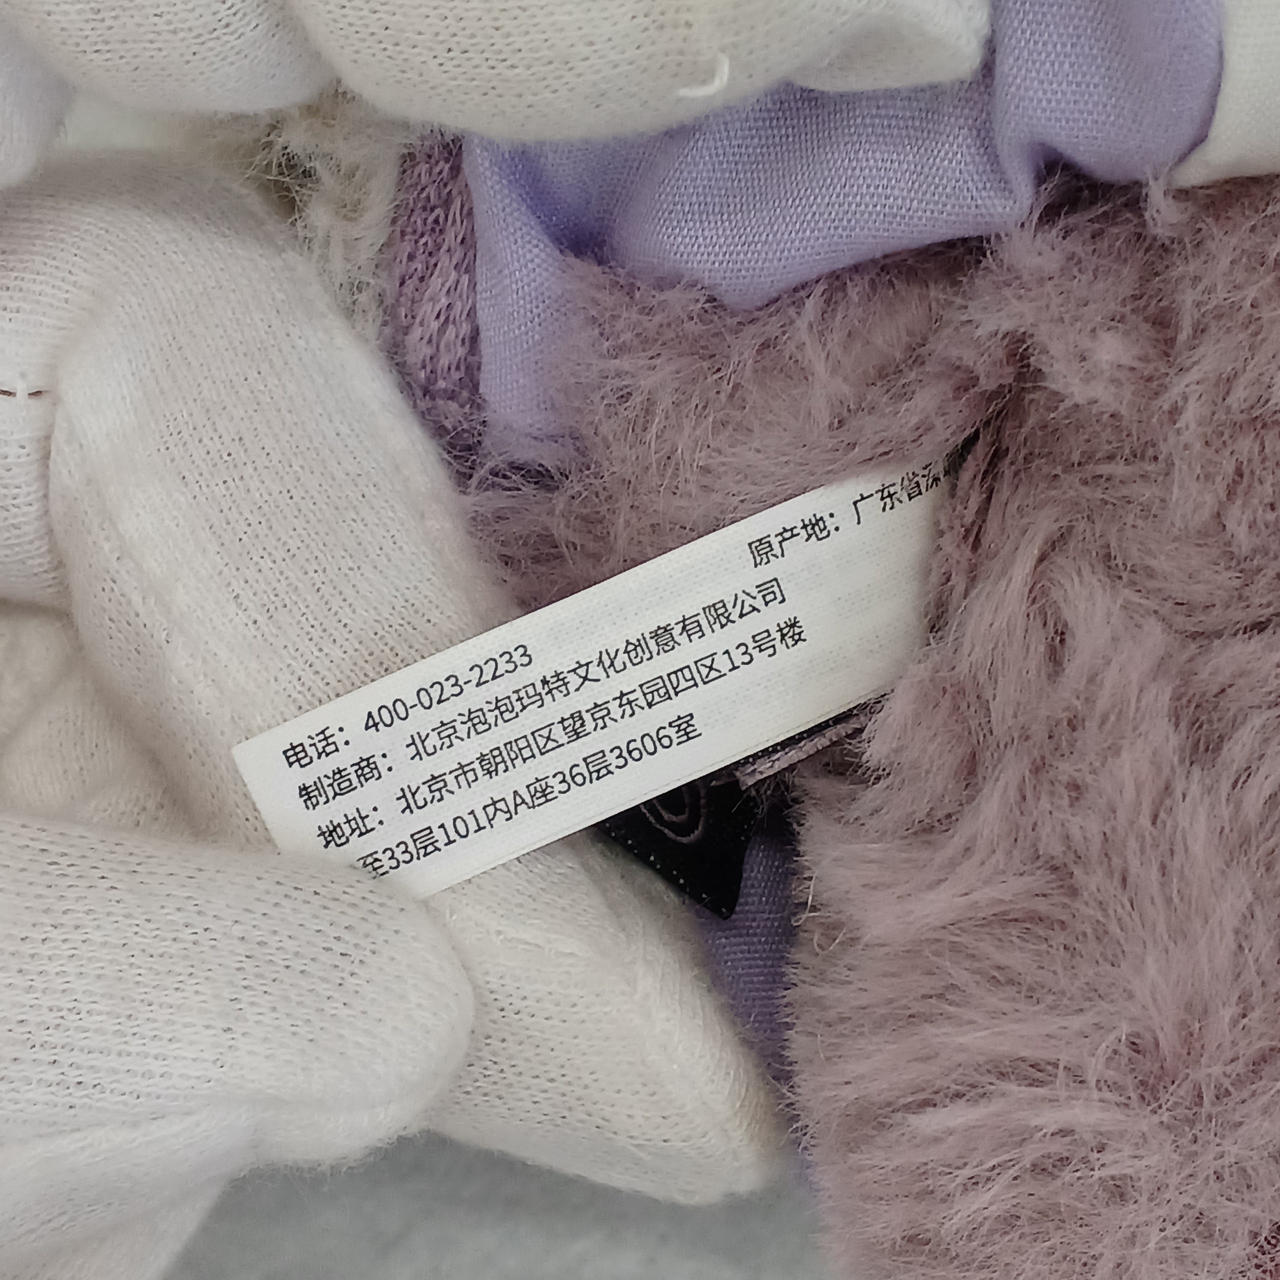 原产地：广东省深
电话：400-023-2233
制造商：北京泡泡玛特文化创意有限公司
地址：北京市朝阳区望京东园四区13号楼
至33层101内A座36层3606室